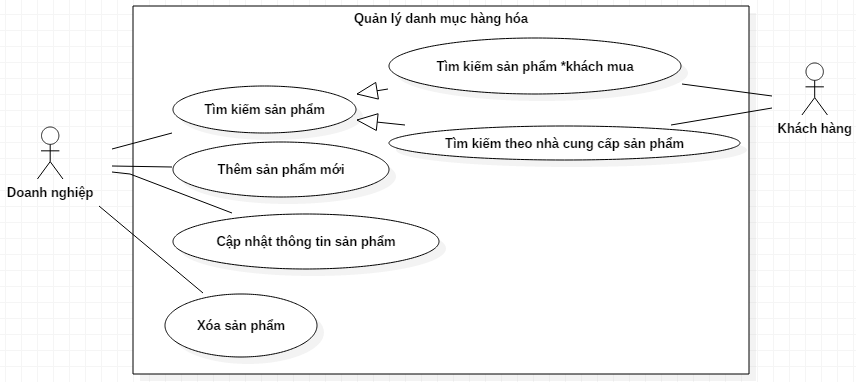 Quản lý danh mục hàng hóa
Tìm kiếm sản phẩm *khách mua
Tìm kiếm sản phẩm
Khách hàng
Tìm kiếm theo nhà cung cấp sản phẩm
Thêm sản phẩm mới
Doanh nghiệp
Cập nhật thông tin sản phẩm
Xóa sản phẩm